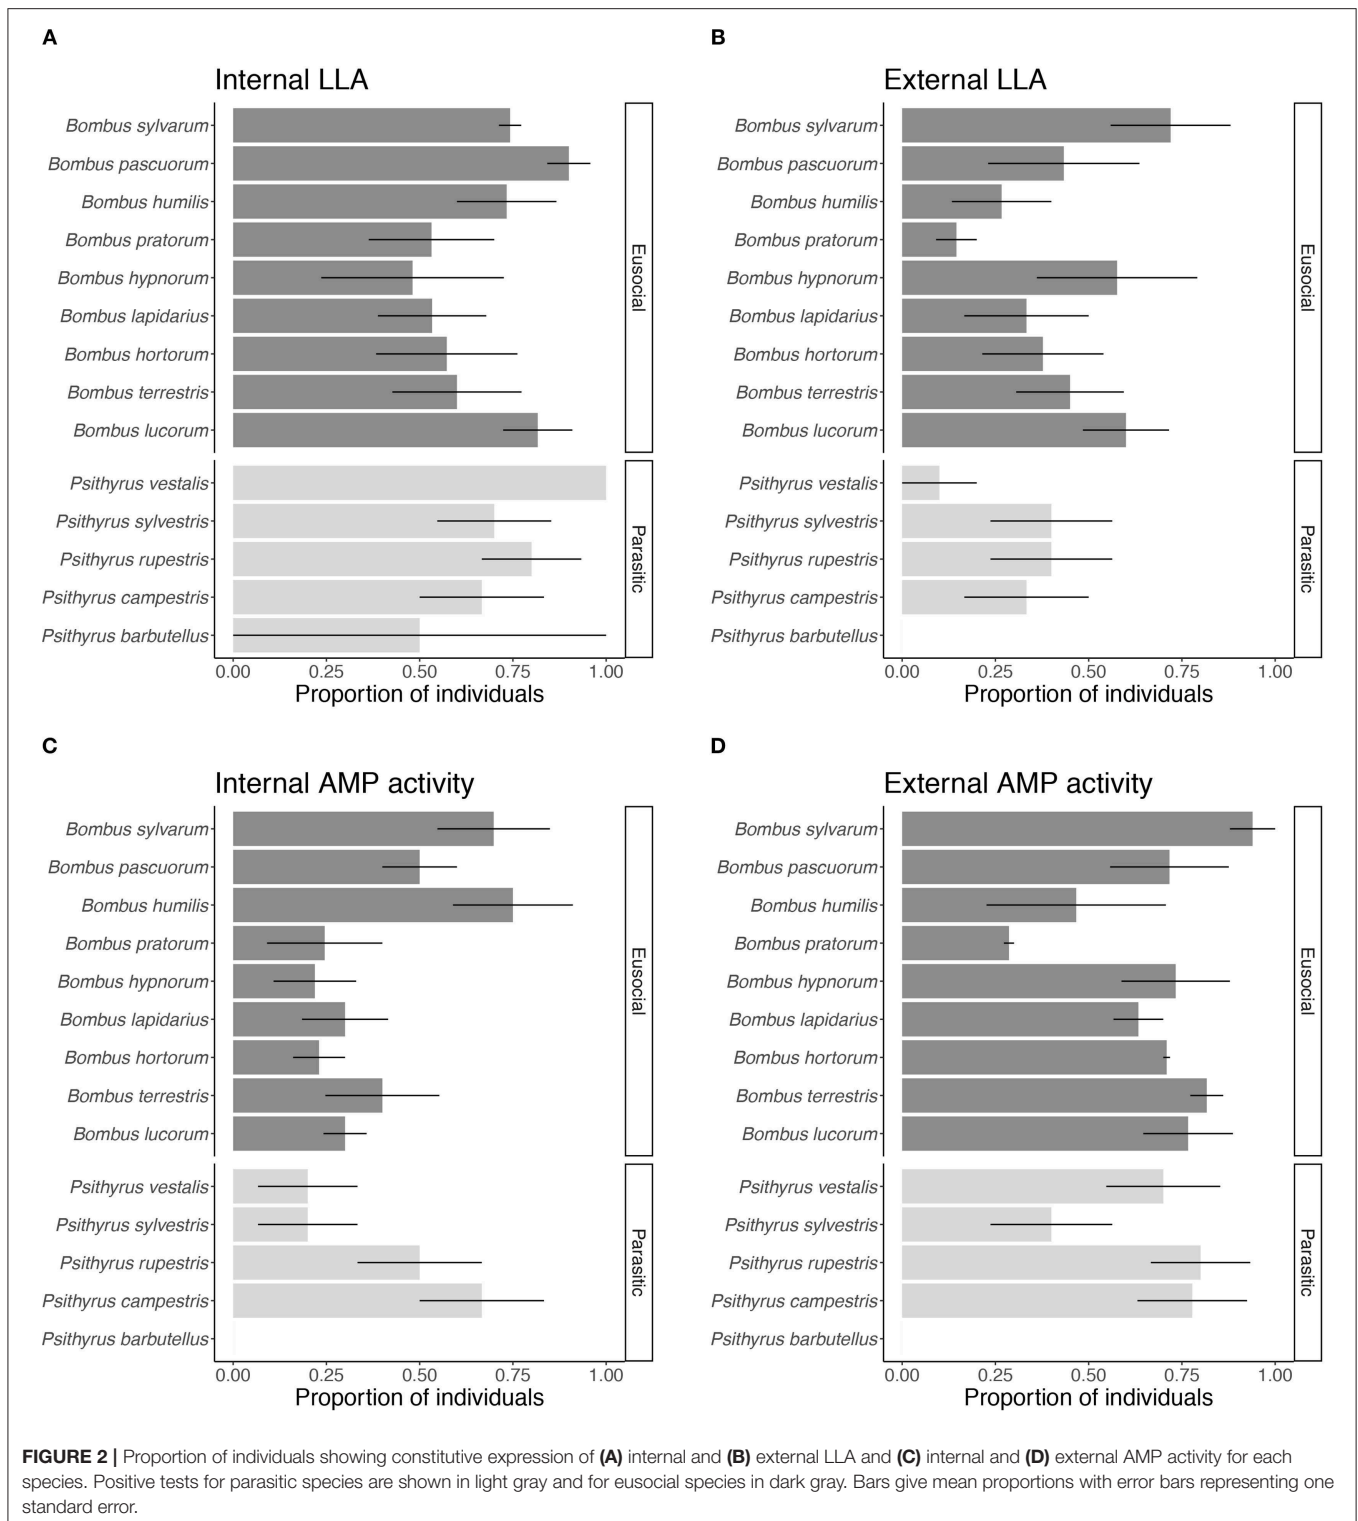 A
Internal LLA
Bombus sylvarum
Bombus pascuorum
Bombus humilis
Bombus pratorum
Bombus hypnorum
Bombus lapidarius
Bombus hortorum
Bombus terrestris
Bombus lucorum
Eusocial
Psithyrus vestalis
Psithyrus sylvestris
Psithyrus rupestris
Psithyrus campestris
Psithyrus barbutellus
Parasitic
0.00 0.25 0.50 0.75 1.00
Proportion of individuals
B
External LLA
Bombus sylvarum
Bombus pascuorum
Bombus humilis
Bombus pratorum
Bombus hypnorum
Bombus lapidarius
Bombus hortorum
Bombus terrestris
Bombus lucorum
Eusocial
Psithyrus vestalis
Psithyrus sylvestris
Psithyrus rupestris
Psithyrus campestris
Psithyrus barbutellus
Parasitic
0.00 0.25 0.50 0.75 1.00
Proportion of individuals
C
Internal AMP activity
Bombus sylvarum
Bombus pascuorum
Bombus humilis
Bombus pratorum
Bombus hypnorum
Bombus lapidarius
Bombus hortorum
Bombus terrestris
Bombus lucorum
Eusocial
Psithyrus vestalis
Psithyrus sylvestris
Psithyrus rupestris
Psithyrus campestris
Psithyrus barbutellus
Parasitic
0.00 0.25 0.50 0.75 1.00
Proportion of individuals
D
External AMP activity
Bombus sylvarum
Bombus pascuorum
Bombus humilis
Bombus pratorum
Bombus hypnorum
Bombus lapidarius
Bombus hortorum
Bombus terrestris
Bombus lucorum
Eusocial
Psithyrus vestalis
Psithyrus sylvestris
Psithyrus rupestris
Psithyrus campestris
Psithyrus barbutellus
Parasitic
0.00 0.25 0.50 0.75 1.00
Proportion of individuals
FIGURE 2 | Proportion of individuals showing constitutive expression of (A) internal and (B) external LLA and (C) internal and (D) external AMP activity for each
species. Positive tests for parasitic species are shown in light gray and for eusocial species in dark gray. Bars give mean proportions with error bars representing one
standard error.